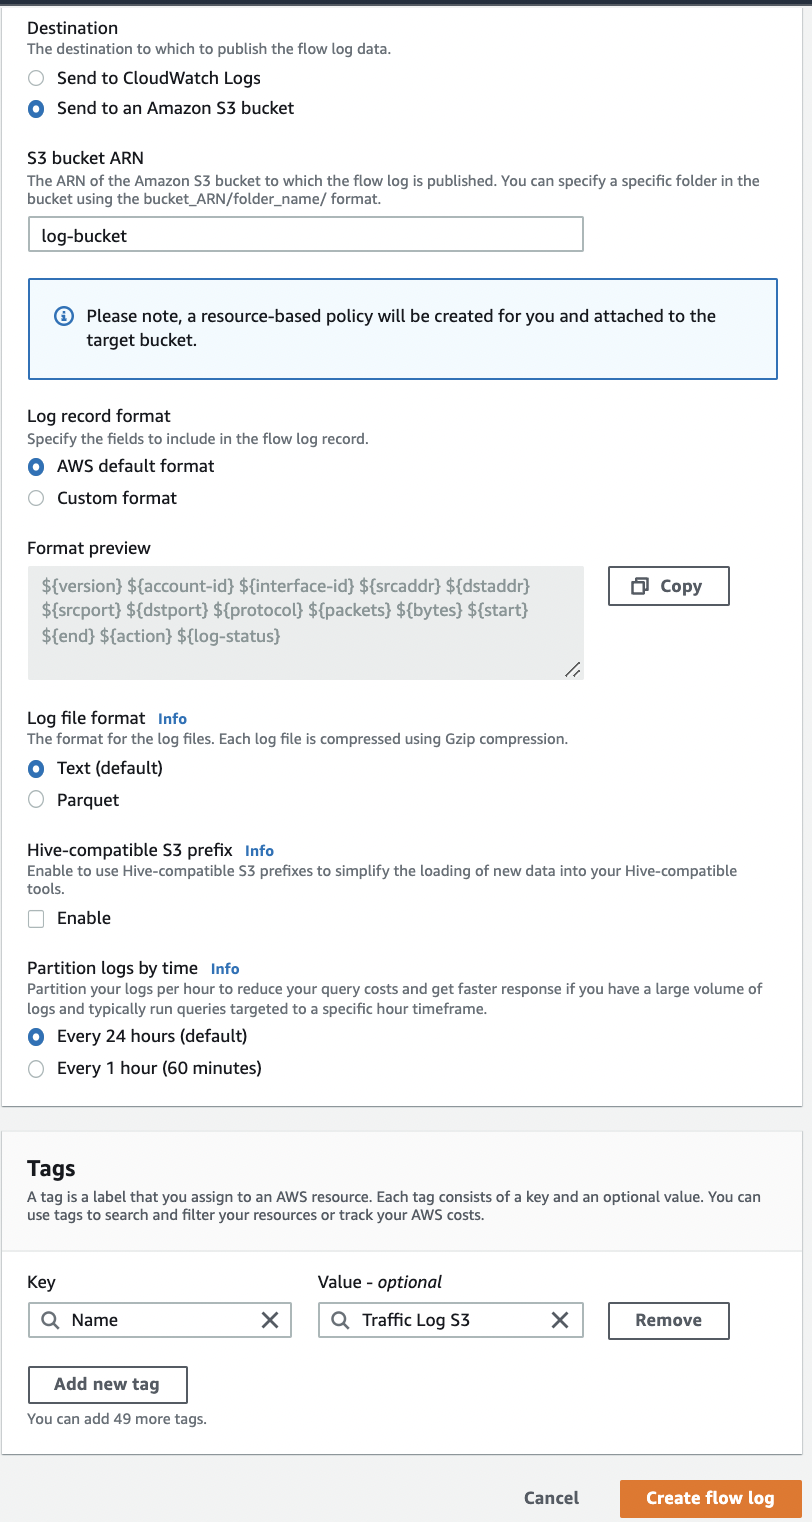 Destination
The destination to which to publish the flow log data.
Send to CloudWatch Logs
Send to an Amazon S3 bucket
S3 bucket ARN
The ARN of the Amazon S3 bucket to which the flow log is published. You can specify a specific folder in the
bucket using the bucket_ARN/folder_name/ format.
log-bucket
Please note, a resource-based policy will be created for you and attached to the
target bucket.
Log record format
Specify the fields to include in the flow log record.
AWS default format
Custom format
Format preview
${version} ${account-id} ${interface-id} ${srcaddr} ${dstaddr}
${srcport} ${dstport} ${protocol} ${packets} ${bytes} ${start}
${end} ${action} ${log-status}
Copy
Log file format Info
The format for the log files. Each log file is compressed using Gzip compression.
Text (default)
Parquet
Hive-compatible S3 prefix Info
Enable to use Hive-compatible S3 prefixes to simplify the loading of new data into your Hive-compatible
tools.
Enable
Partition logs by time Info
Partition your logs per hour to reduce your query costs and get faster response if you have a large volume of
logs and typically run queries targeted to a specific hour timeframe.
Every 24 hours (default)
Every 1 hour (60 minutes)
Tags
A tag is a label that you assign to an AWS resource. Each tag consists of a key and an optional value. You can
use tags to search and filter your resources or track your AWS costs.
Key Value - optional
Name Traffic Log S3 Remove
Add new tag
You can add 49 more tags.
Cancel Create flow log